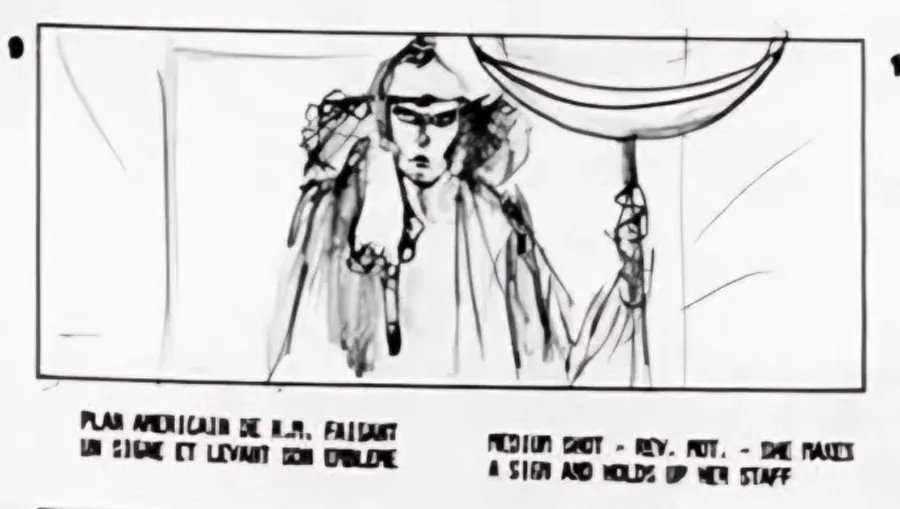 PLAN AMERICAIN DE R.M. FAISANT
UN SIGNE ET LEVANT SON EMBLEME
MEDIUM SHOT - REV. MOT. - SHE MAKES
A SIGN AND HOLDS UP HER STAFF